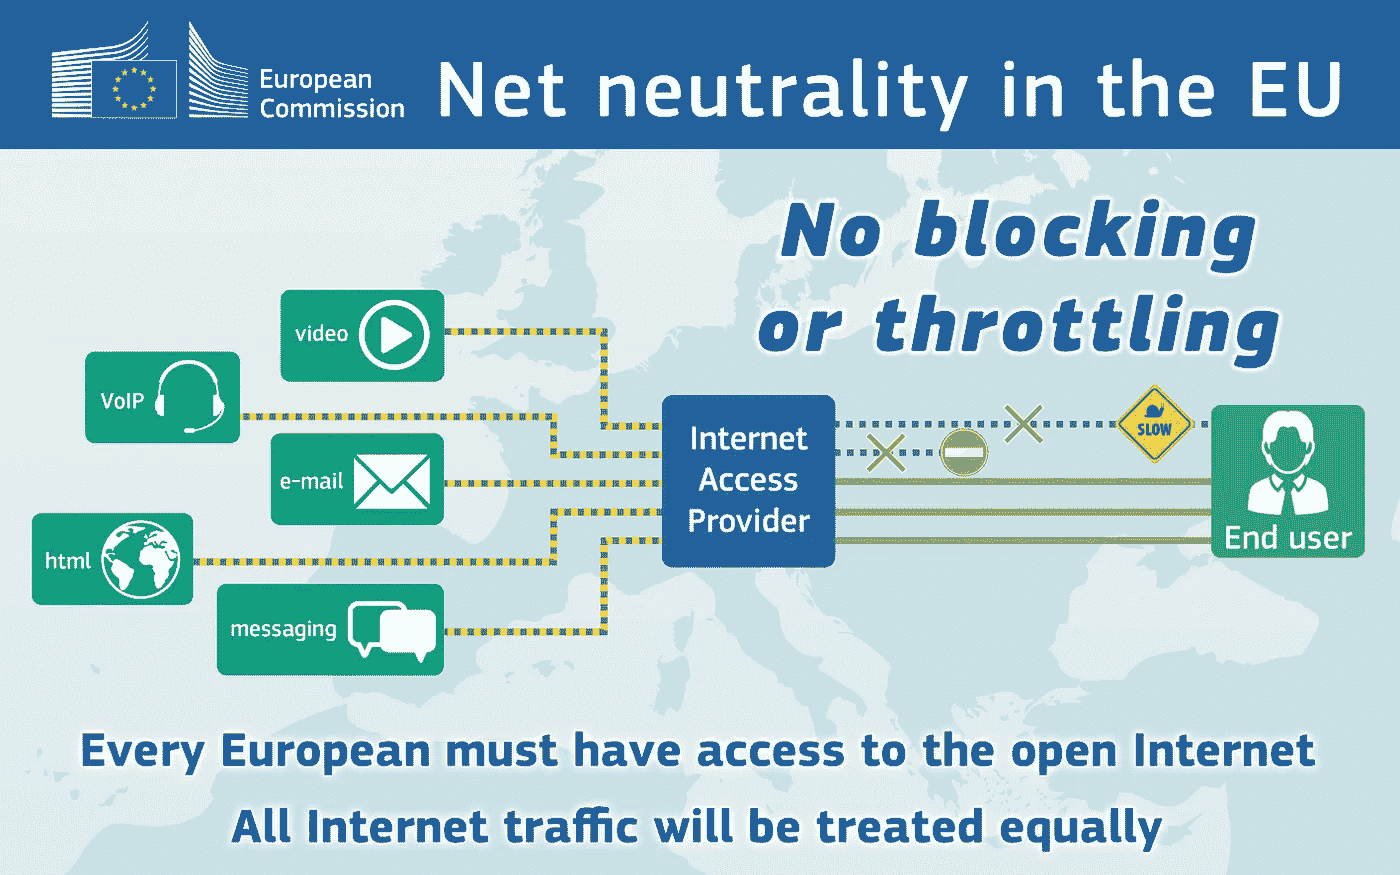 European
Commission
Net neutrality in the EU
No blocking
or throttling
video
VoIP
e-mail
html
messaging
Internet
Access
Provider
SLOW
End user
Every European must have access to the open Internet
All Internet traffic will be treated equally